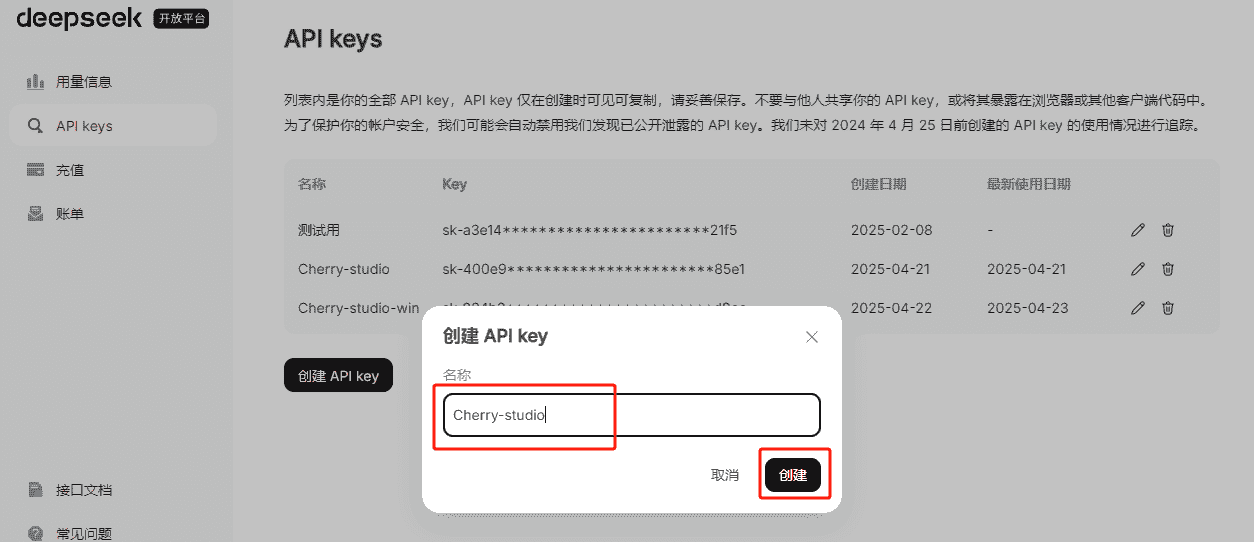 deepseek 开放平台
用量信息
API keys
充值
账单
接口文档
常见问题
API keys
列表内是你的全部 API key，API key 仅在创建时可见可复制，请妥善保存。不要与他人共享你的 API key，或将其暴露在浏览器或其他客户端代码中。
为了保护你的帐户安全，我们可能会自动禁用我们发现已公开泄露的 API key。我们未对 2024 年 4 月 25 日前创建的 API key 的使用情况进行追踪。
名称 Key 创建日期 最新使用日期
测试用 sk-a3e14***********************21f5 2025-02-08 -
Cherry-studio sk-400e9***********************85e1 2025-04-21 2025-04-21
Cherry-studio-win 2025-04-22 2025-04-23
创建 API key
创建 API key
名称
Cherry-studio
取消 创建